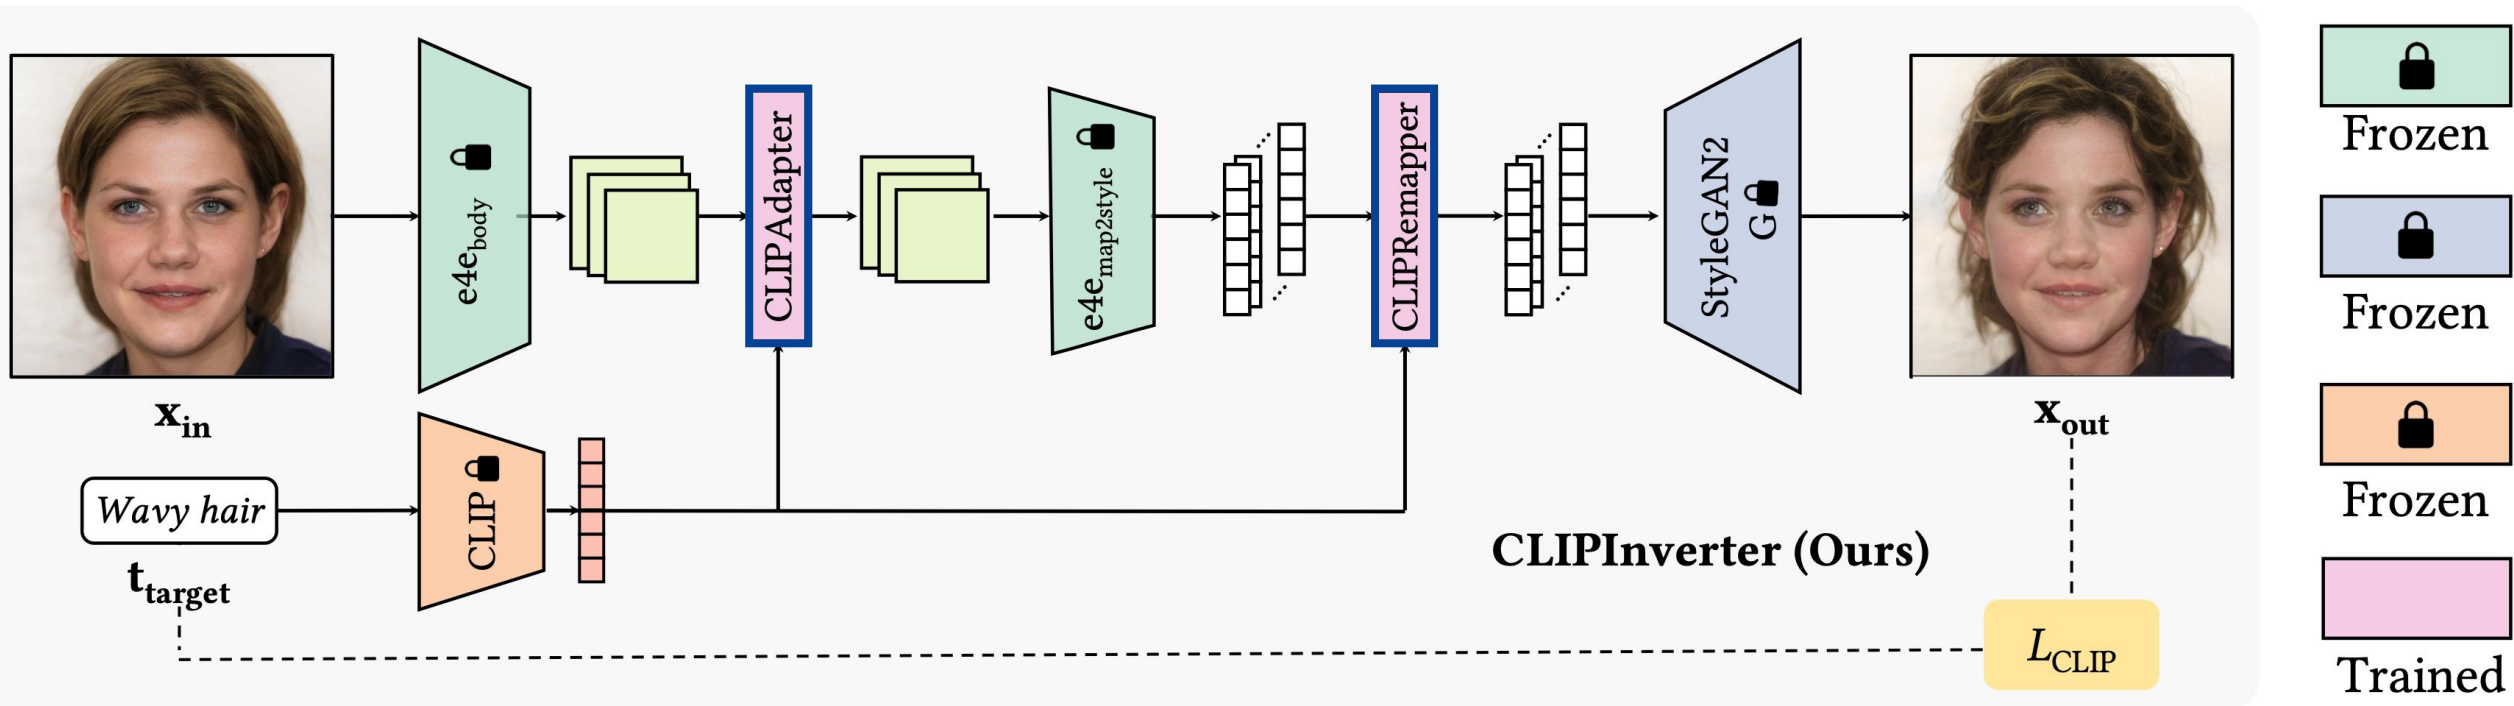 x_in
Wavy hair
t_target
e4e_body
CLIP
CLIPAdapter
e4e_map2style
CLIPRemapper
StyleGAN2
G
x_out
CLIPInverter (Ours)
L_CLIP
Frozen
Frozen
Frozen
Trained